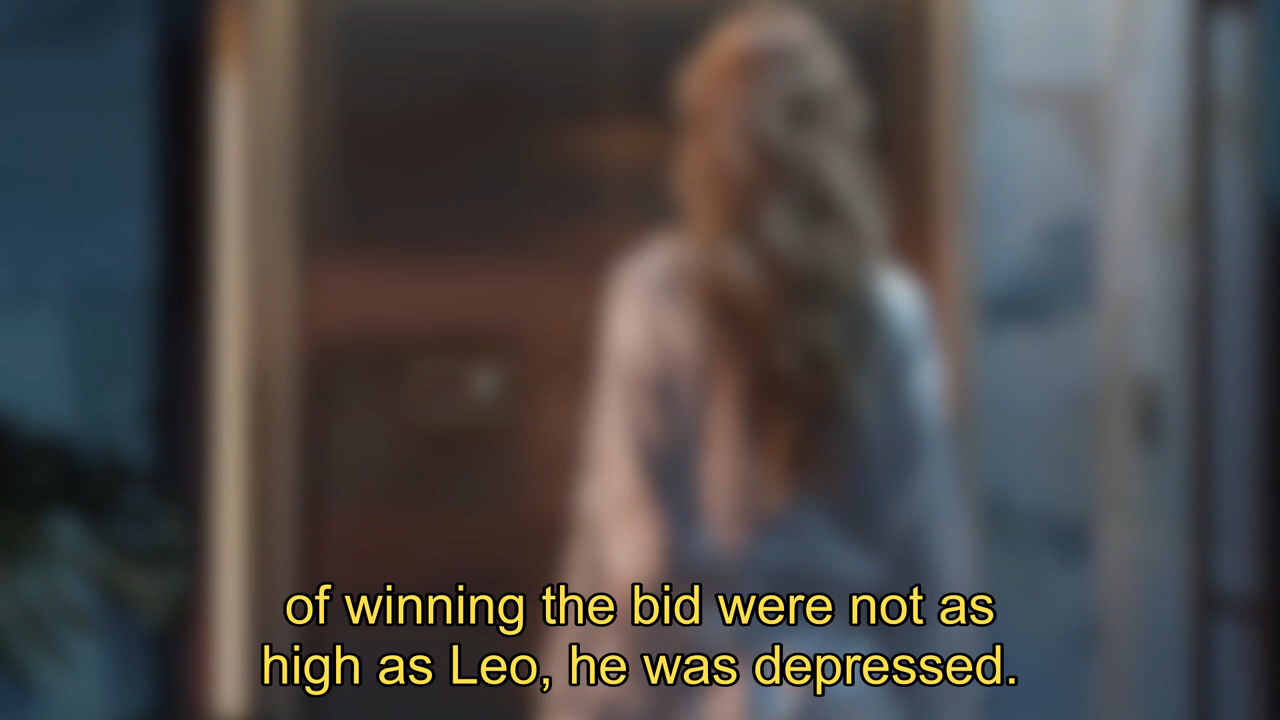 of winning the bid were not as
high as Leo, he was depressed.